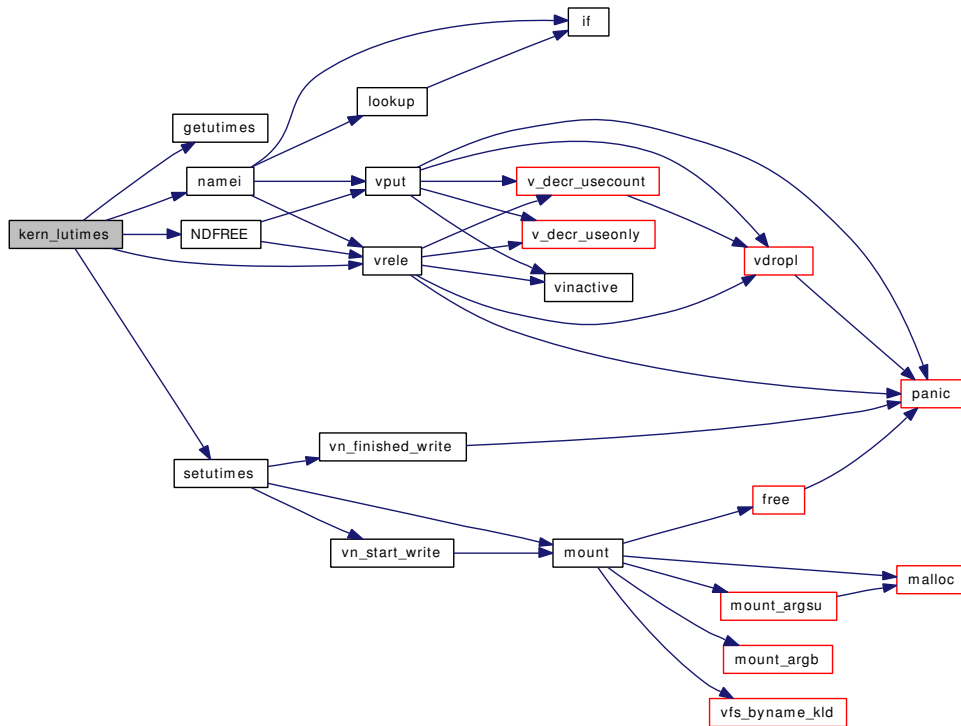 if
lookup
getutimes
namei
vput
v_decr_usecount
kern_lutimes
NDFREE
v_decr_useonly
vrele
vdropl
vinactive
panic
vn_finished_write
setutimes
free
vn_start_write
mount
malloc
mount_argsu
mount_argb
vfs_byname_kld